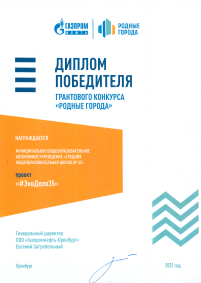 ГАЗПРОМ
НЕФТЬ
РОДНЫЕ
ГОРОДА
ДИПЛОМ
ПОБЕДИТЕЛЯ
ГРАНТОВОГО КОНКУРСА
«РОДНЫЕ ГОРОДА»
НАГРАЖДАЕТСЯ
МУНИЦИПАЛЬНОЕ ОБЩЕОБРАЗОВАТЕЛЬНОЕ
АВТОНОМНОЕ УЧРЕЖДЕНИЕ «СРЕДНЯЯ
ОБЩЕОБРАЗОВАТЕЛЬНАЯ ШКОЛА № 35»
проект
«#ЭкоДело35»
Генеральный директор
ООО «Газпромнефть-Оренбург»
Евгений Загребельный
Оренбург
2021 год